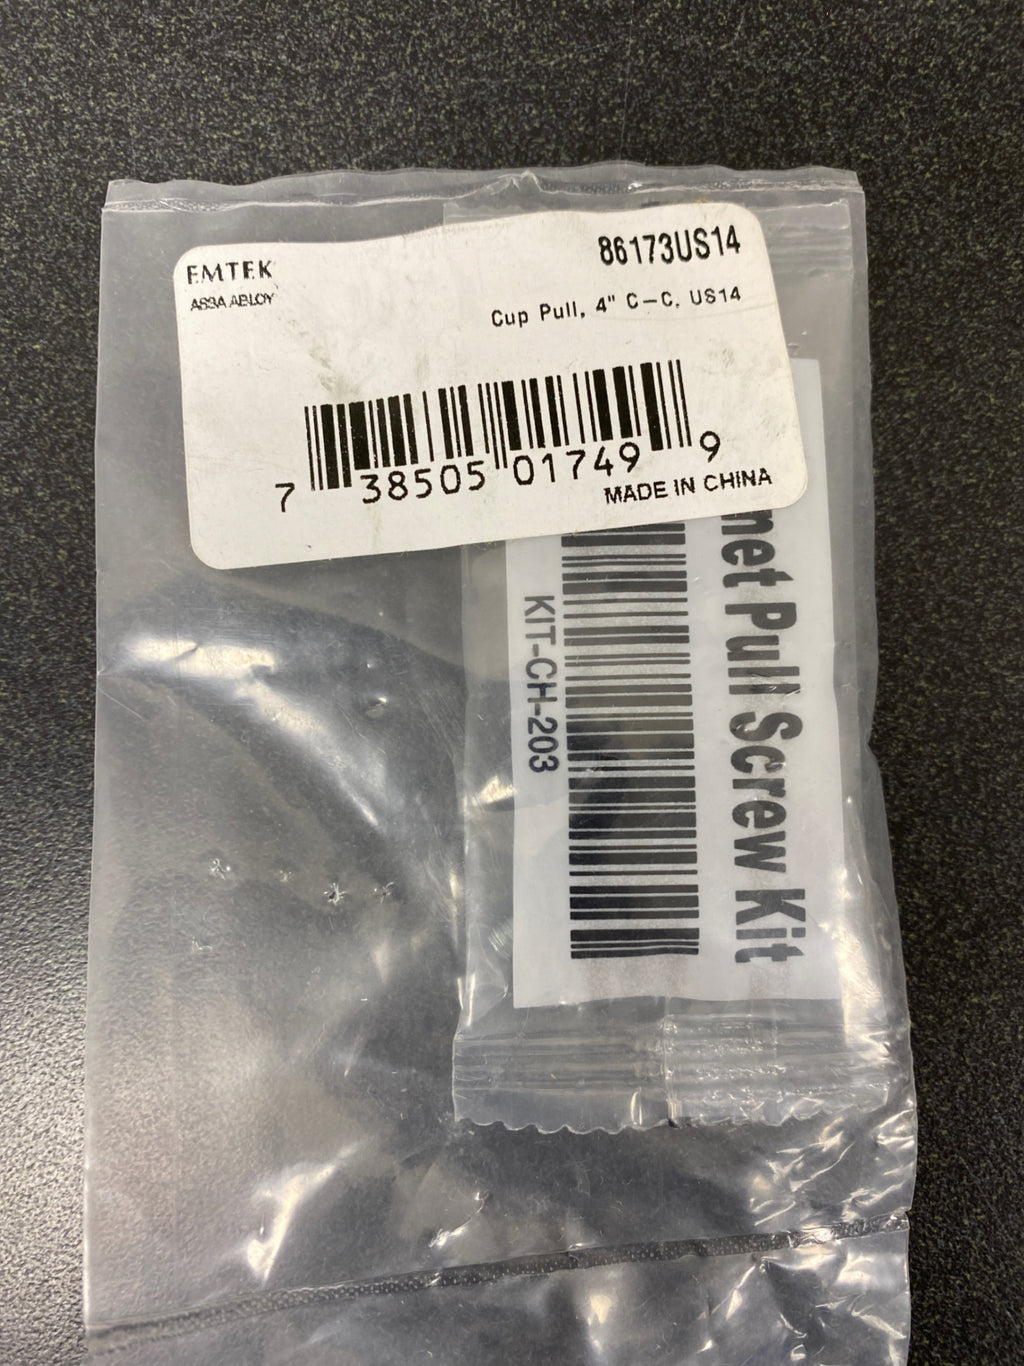 EMTEK
ASSA ABLOY
86173US14
Cup Pull, 4" C-C, US14
7 38505 01749 9
MADE IN CHINA
Pull Screw Kit
KIT-CH-203